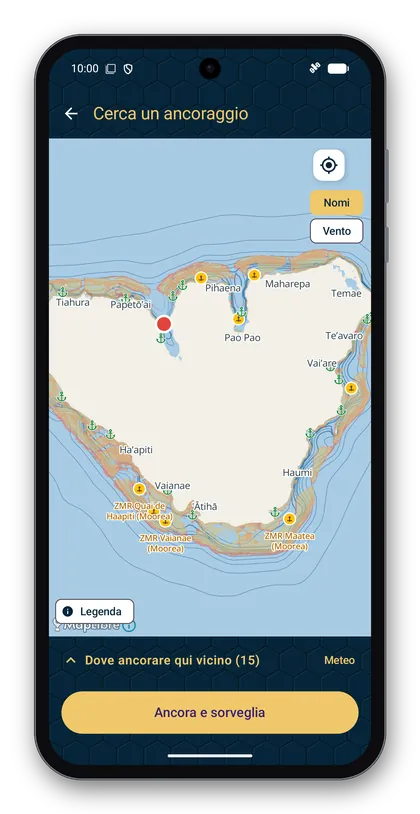 10:00
Cerca un ancoraggio
Nomi
Vento
Pihaena
Maharepa
Temae
Tiahura
Papetō'ai
Pao Pao
Te'avaro
Vai'are
Ha'apiti
Haumi
Vaianae
Ātihā
ZMR Quai de
Haapiti (Moorea)
ZMR Vaianae
(Moorea)
ZMR Maatea
(Moorea)
Legenda
MapLibre
Dove ancorare qui vicino (15)
Meteo
Ancora e sorveglia